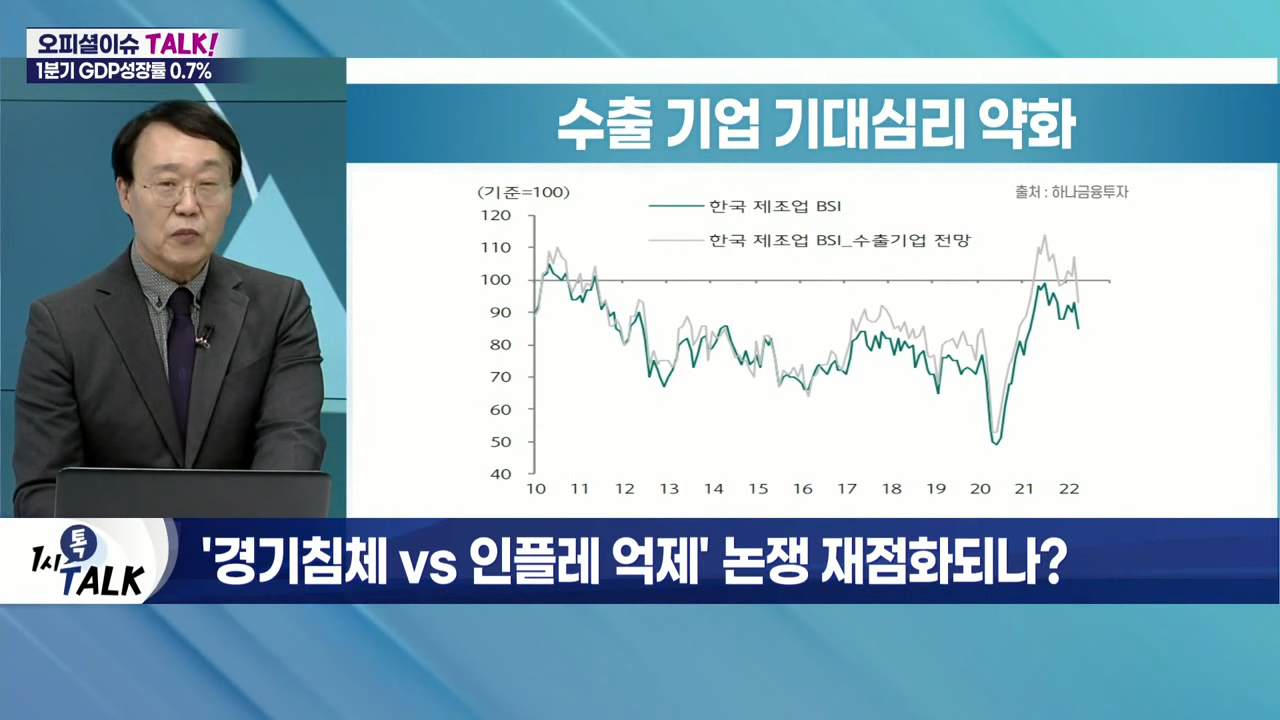 오피셜이슈 TALK!
1분기 GDP성장률 0.7%
수출 기업 기대심리 약화
(기준=100)
출처 : 하나금융투자
한국 제조업 BSI
한국 제조업 BSI_수출기업 전망
120
110
100
90
80
70
60
50
40
10 11 12 13 14 15 16 17 18 19 20 21 22
1시 톡 TALK
'경기침체 vs 인플레 억제' 논쟁 재점화되나?